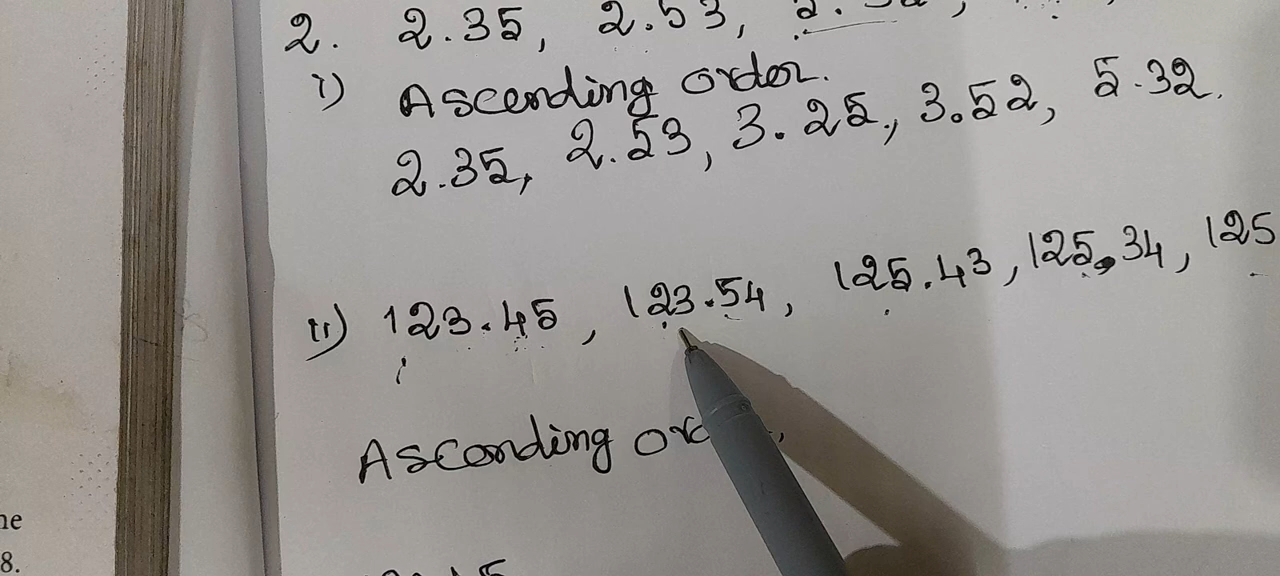 2. 2.35, 2.53,
i) Ascending order.
2.35, 2.53, 3.25, 3.52, 5.32.
ii) 123.45, 123.54, 125.43, 125.34, 125
Ascending
8.